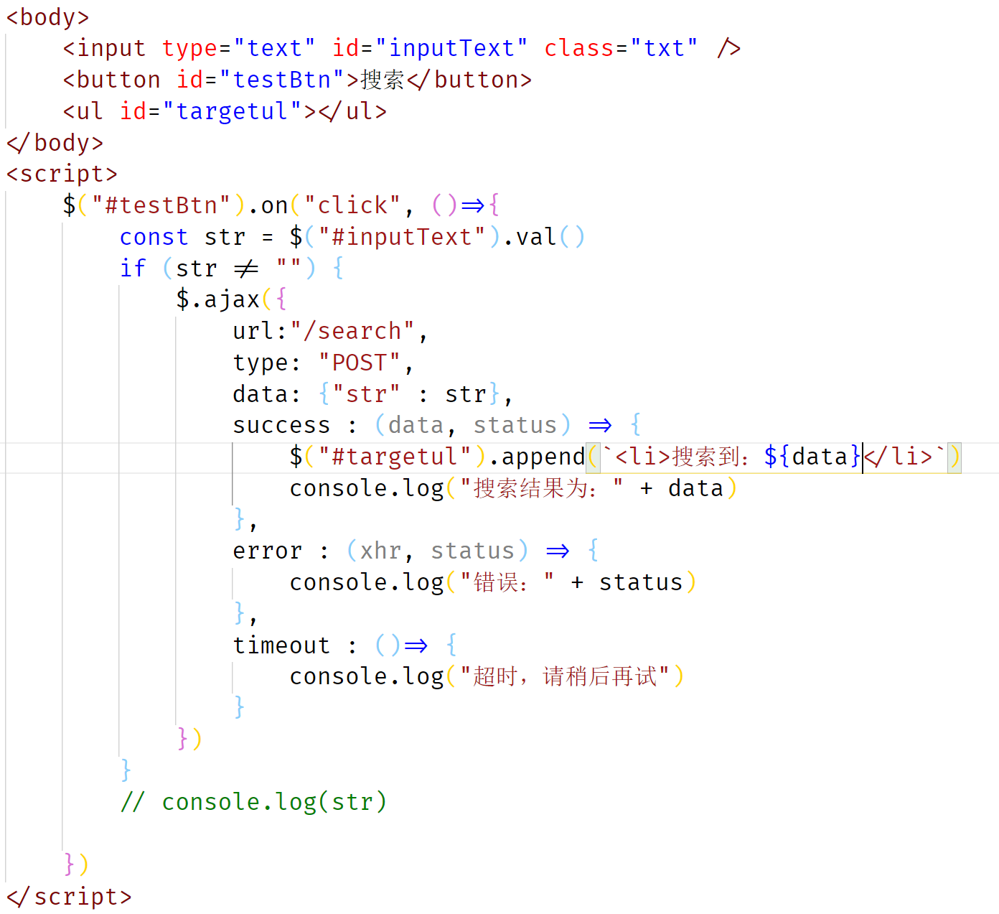 <body>
    <input type="text" id="inputText" class="txt" />
    <button id="testBtn">搜索</button>
    <ul id="targetul"></ul>
</body>
<script>
    $("#testBtn").on("click", ()=>{
        const str = $("#inputText").val()
        if (str != "") {
            $.ajax({
                url:"/search",
                type: "POST",
                data: {"str" : str},
                success : (data, status) => {
                    $("#targetul").append(`<li>搜索到：${data}</li>`)
                    console.log("搜索结果为：" + data)
                },
                error : (xhr, status) => {
                    console.log("错误：" + status)
                },
                timeout : ()=> {
                    console.log("超时，请稍后再试")
                }
            })
        }
        // console.log(str)
    })
</script>